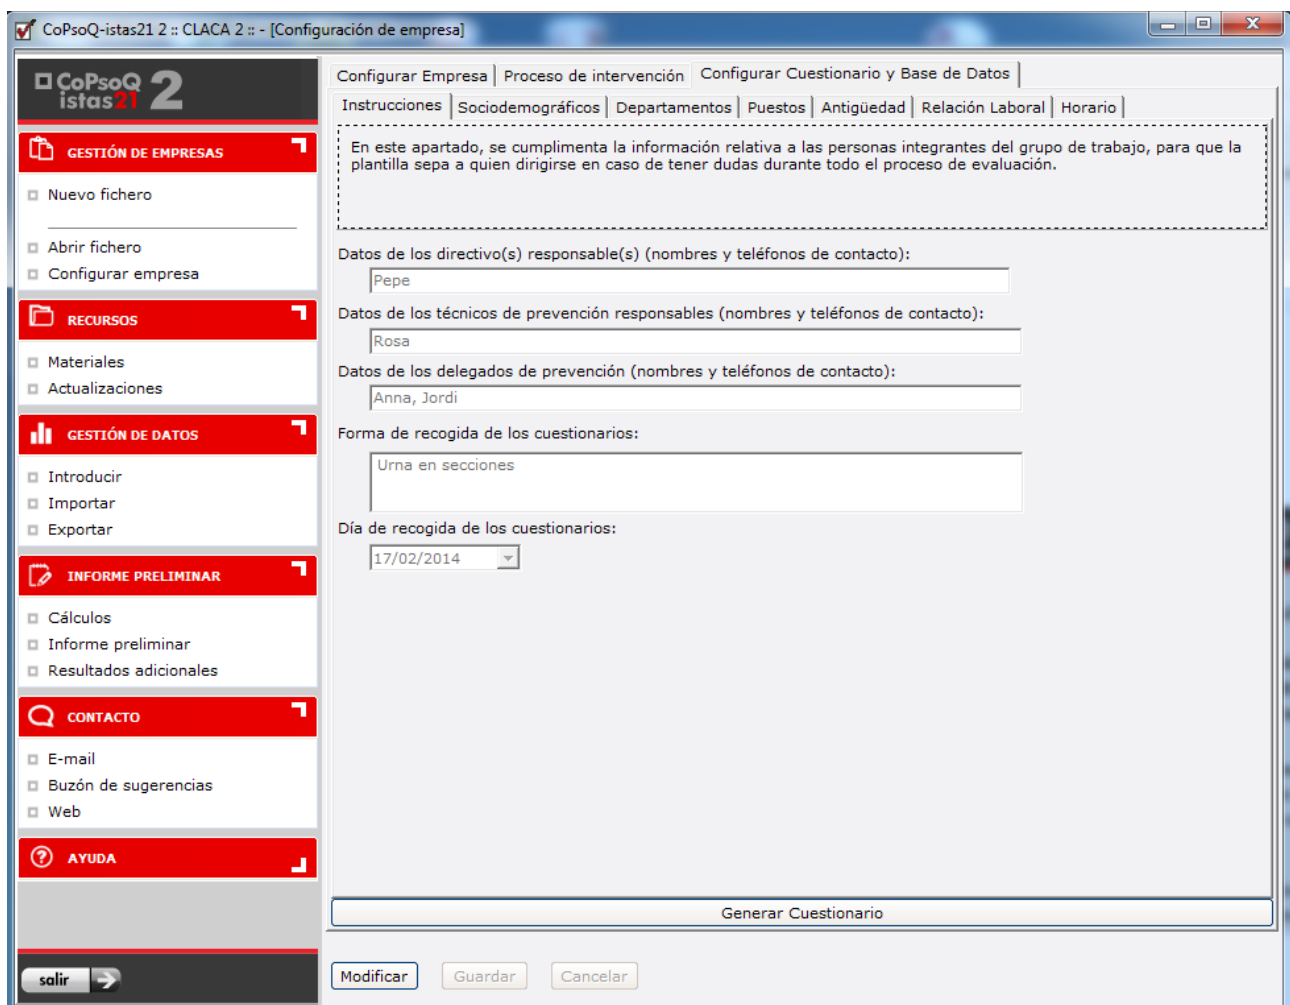 CoPsoQ-istas21 2 :: CLACA 2 :: - [Configuración de empresa]
CoPsoQ
istas21 2
GESTIÓN DE EMPRESAS
Nuevo fichero
Abrir fichero
Configurar empresa
RECURSOS
Materiales
Actualizaciones
GESTIÓN DE DATOS
Introducir
Importar
Exportar
INFORME PRELIMINAR
Cálculos
Informe preliminar
Resultados adicionales
CONTACTO
E-mail
Buzón de sugerencias
Web
AYUDA
salir
Configurar Empresa Proceso de intervención Configurar Cuestionario y Base de Datos
Instrucciones Sociodemográficos Departamentos Puestos Antigüedad Relación Laboral Horario
En este apartado, se cumplimenta la información relativa a las personas integrantes del grupo de trabajo, para que la
plantilla sepa a quien dirigirse en caso de tener dudas durante todo el proceso de evaluación.
Datos de los directivo(s) responsable(s) (nombres y teléfonos de contacto):
Pepe
Datos de los técnicos de prevención responsables (nombres y teléfonos de contacto):
Rosa
Datos de los delegados de prevención (nombres y teléfonos de contacto):
Anna, Jordi
Forma de recogida de los cuestionarios:
Urna en secciones
Día de recogida de los cuestionarios:
17/02/2014
Generar Cuestionario
Modificar Guardar Cancelar